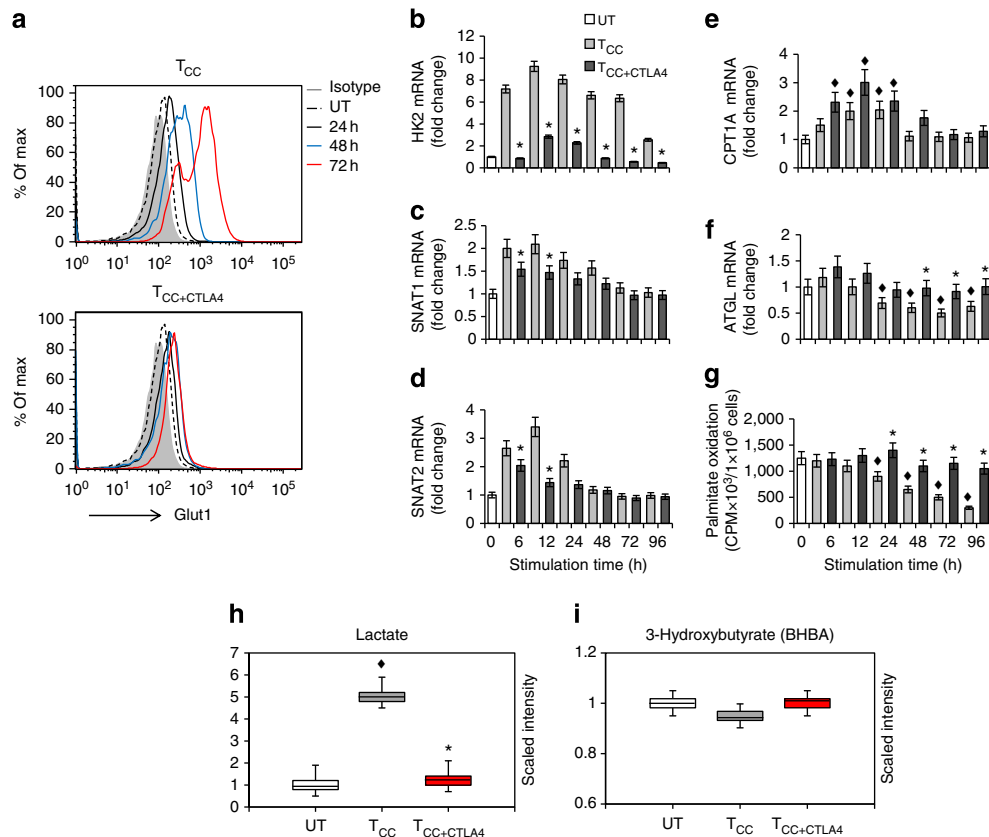 a
T_CC
% Of max
100
80
60
40
20
0
10^0 10^1 10^2 10^3 10^4 10^5
Isotype
UT
24 h
48 h
72 h
T_CC+CTLA4
% Of max
100
80
60
40
20
0
10^0 10^1 10^2 10^3 10^4 10^5
Glut1
b
HK2 mRNA
(fold change)
12
10
8
6
4
2
0
UT
T_CC
T_CC+CTLA4
* * * * * *
c
SNAT1 mRNA
(fold change)
2.5
2
1.5
1
0.5
0
* *
d
SNAT2 mRNA
(fold change)
4
3
2
1
0
* *
0 6 12 24 48 72 96
Stimulation time (h)
e
CPT1A mRNA
(fold change)
4
3
2
1
0
♦ ♦ ♦ ♦ ♦
f
ATGL mRNA
(fold change)
2
1.5
1
0.5
0
♦ ♦ * ♦ * ♦ *
g
Palmitate oxidation
(CPM×10^3/1×10^6 cells)
2,000
1,500
1,000
500
0
♦ * ♦ * ♦ * ♦ *
0 6 12 24 48 72 96
Stimulation time (h)
h
Lactate
7
6
5
4
3
2
1
0
♦
*
Scaled intensity
UT T_CC T_CC+CTLA4
i
3-Hydroxybutyrate (BHBA)
1.2
1
0.8
0.6
Scaled intensity
UT T_CC T_CC+CTLA4